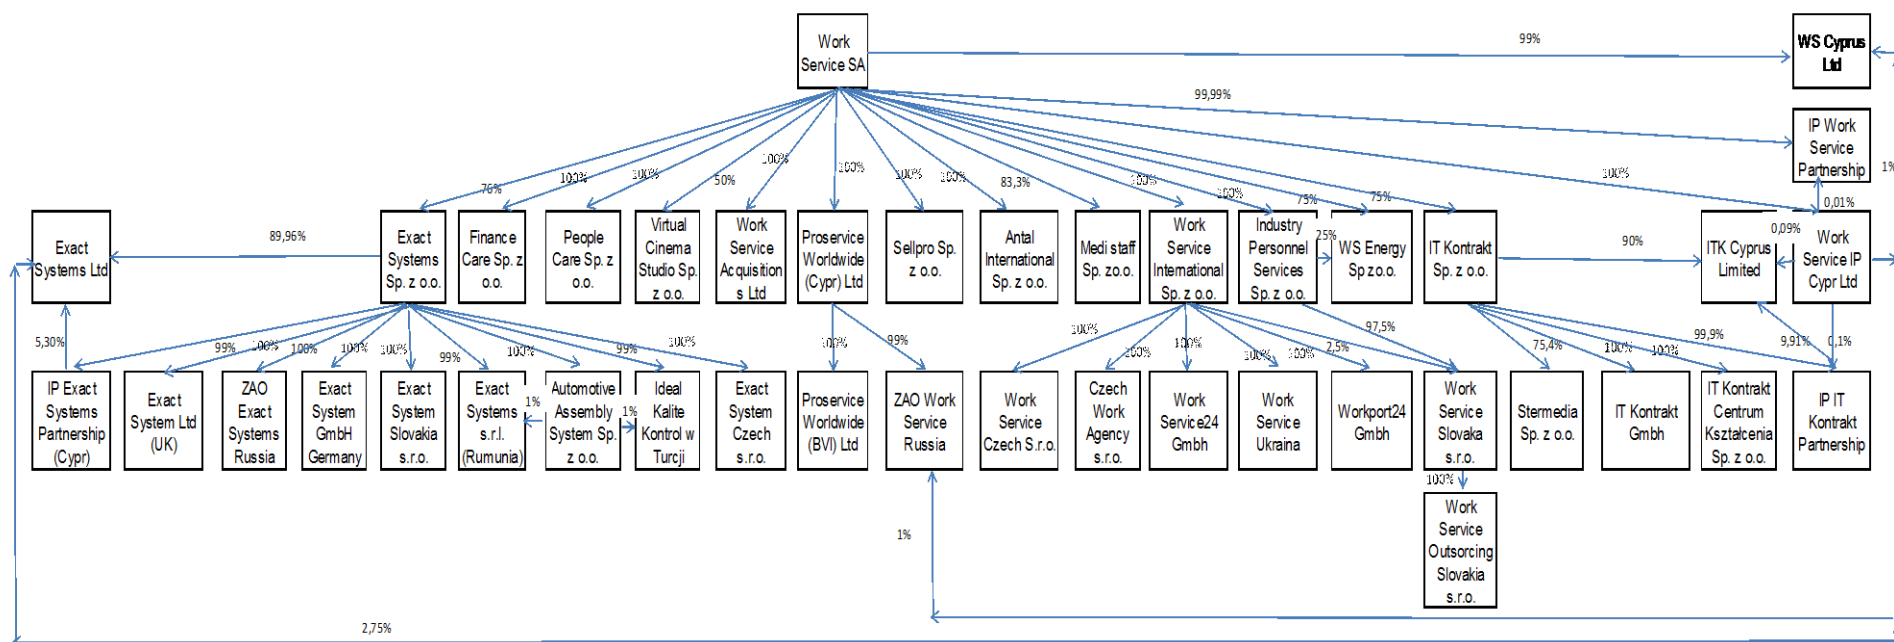 Work
Service SA
99%
WS Cyprus
Ltd
99,99%
IP Work
Service
Partnership
1%
76%
100%
100%
50%
100%
100%
100%
100%
83,3%
100%
100%
75%
75%
100%
0,01%
Exact
Systems Ltd
89,96%
Exact
Systems
Sp. z o.o.
Finance
Care Sp. z
o.o.
People
Care Sp. z
o.o.
Virtual
Cinema
Studio Sp.
z o.o.
Work
Service
Acquisition
s Ltd
Proservice
Worldwide
(Cypr) Ltd
Sellpro Sp.
z o.o.
Antal
International
Sp. z o.o.
Medi staff
Sp. zo.o.
Work
Service
International
Sp. z o.o.
Industry
Personnel
Services
Sp. z o.o.
25%
WS Energy
Sp zo.o.
IT Kontrakt
Sp. z o.o.
90%
ITK Cyprus
Limited
0,09%
Work
Service IP
Cypr Ltd
5,30%
99%
100%
100%
100%
100%
99%
100%
99%
100%
100%
99%
100%
100%
100%
100%
100%
2,5%
97,5%
75,4%
100%
100%
99,9%
9,91%
0,1%
IP Exact
Systems
Partnership
(Cypr)
Exact
System Ltd
(UK)
ZAO
Exact
Systems
Russia
Exact
System
GmbH
Germany
Exact
System
Slovakia
s.r.o.
Exact
Systems
s.r.l.
(Rumunia)
1%
Automotive
Assembly
System Sp.
z o.o.
1%
Ideal
Kalite
Kontrol w
Turcji
Exact
System
Czech
s.r.o.
Proservice
Worldwide
(BVI) Ltd
ZAO Work
Service
Russia
Work
Service
Czech S.r.o.
Czech
Work
Agency
s.r.o.
Work
Service24
Gmbh
Work
Service
Ukraina
Workport24
Gmbh
Work
Service
Slovaka
s.r.o.
Stermedia
Sp. z o.o.
IT Kontrakt
Gmbh
IT Kontrakt
Centrum
Kształcenia
Sp. z o.o.
IP IT
Kontrakt
Partnership
100%
Work
Service
Outsorcing
Slovakia
s.r.o.
1%
2,75%